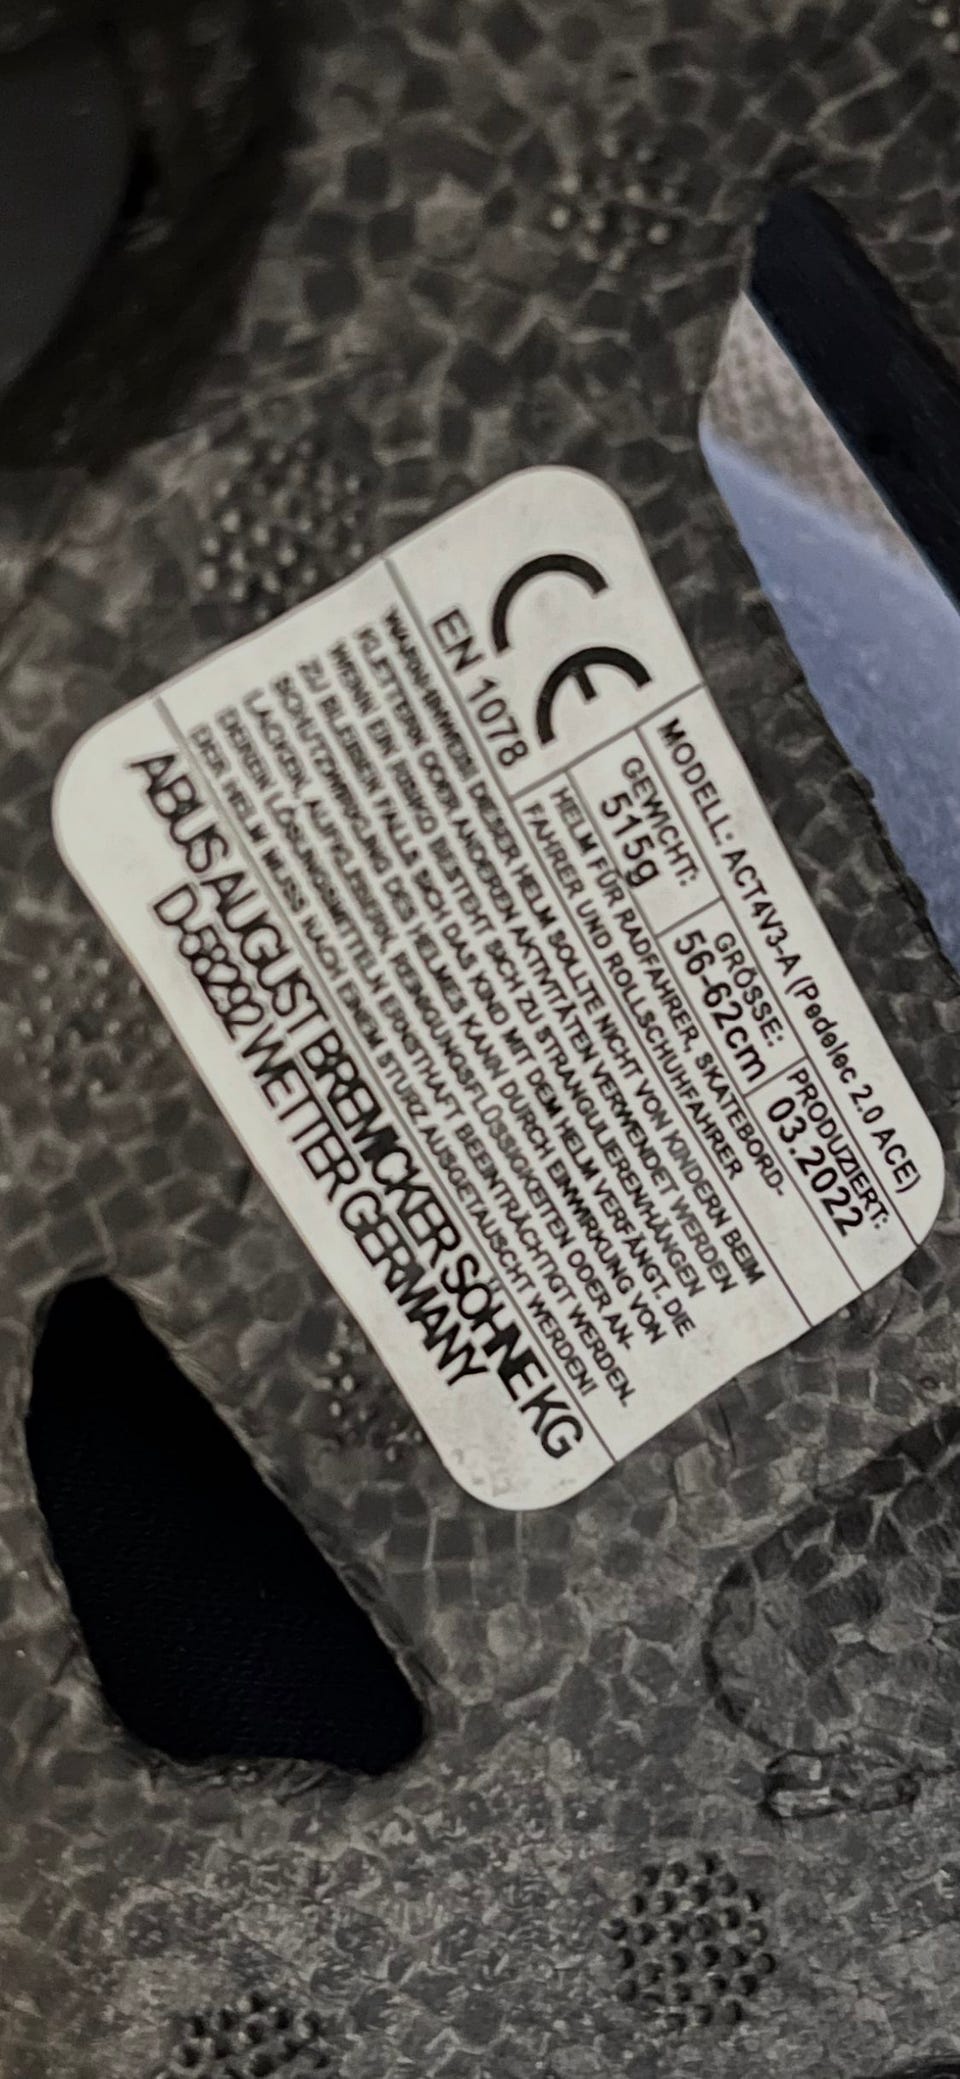 MODELL: ACT4V3-A (Pedelec 2.0 ACE)
CE
EN 1078
GEWICHT:
515g
GRÖSSE:
56-62cm
PRODUZIERT:
03.2022
HELM FÜR RADFAHRER, SKATEBORD-
FAHRER UND ROLLSCHUHFAHRER
WARN-HINWEIS DIESER HELM SOLLTE NICHT VON KINDERN BEIM
KLETTERN ODER ANDEREN AKTIVITÄTEN VERWENDET WERDEN
WENN EIN RISIKO BESTEHT SICH ZU STRANGULIEREN/HÄNGEN
ZU BLEIBEN FALLS SICH DAS KIND MIT DEM HELM VERFÄNGT. DIE
SCHUTZWIRKUNG DES HELMES KANN DURCH EINWIRKUNG VON
LACKEN, AUFKLEBERN, REINIGUNGSFLÜSSIGKEITEN ODER AN-
DEREN LÖSUNGSMITTELN ERNSTHAFT BEEINTRÄCHTIGT WERDEN.
DER HELM MUSS NACH EINEM STURZ AUSGETAUSCHT WERDEN!
ABUS AUGUST BREMICKER SÖHNE KG
D-58292 WETTER GERMANY